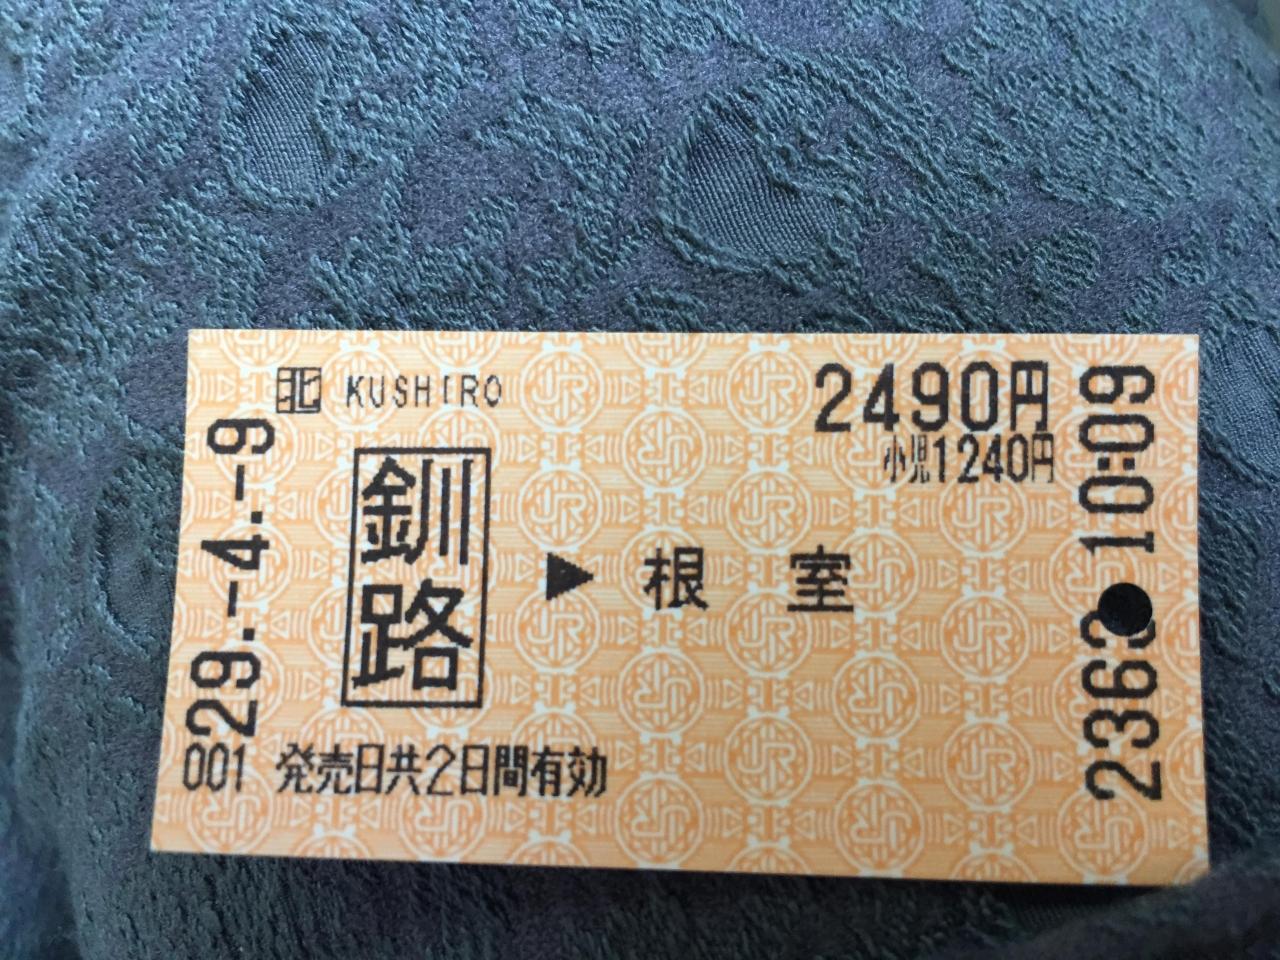 北 KUSHIRO
2490円
小児1240円
釧路 ▶ 根室
29.-4.-9
001 発売日共2日間有効
2363 10:09